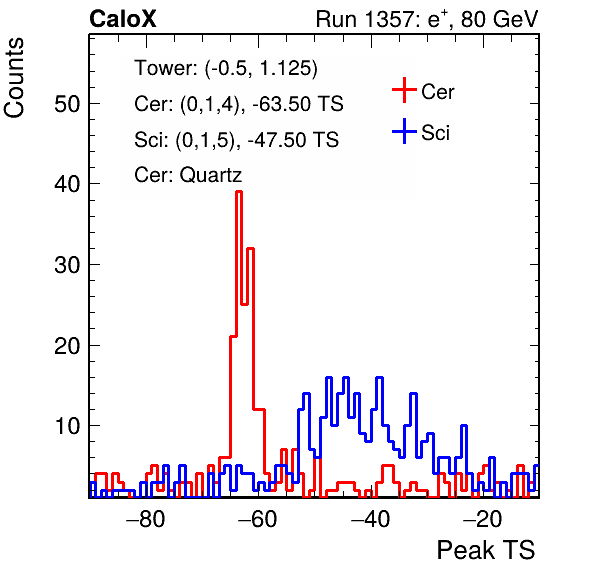 CaloX Run 1357: e⁺, 80 GeV
Counts
Tower: (-0.5, 1.125)
Cer: (0,1,4), -63.50 TS
Sci: (0,1,5), -47.50 TS
Cer: Quartz
Cer
Sci
50
40
30
20
10
−80 −60 −40 −20
Peak TS